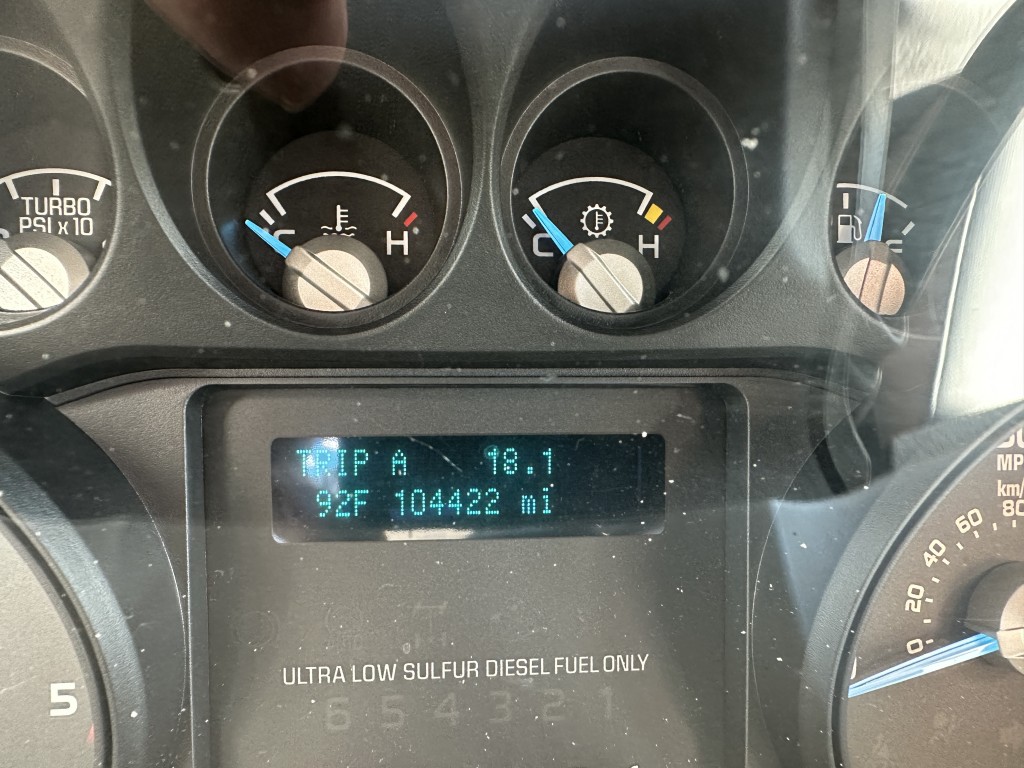 TURBO
PSI x 10
C
H
C
H
TRIP A 18.1
92F 104422 mi
ULTRA LOW SULFUR DIESEL FUEL ONLY
6 5 4 3 2 1
5
MP
km/
80
60
40
20
0